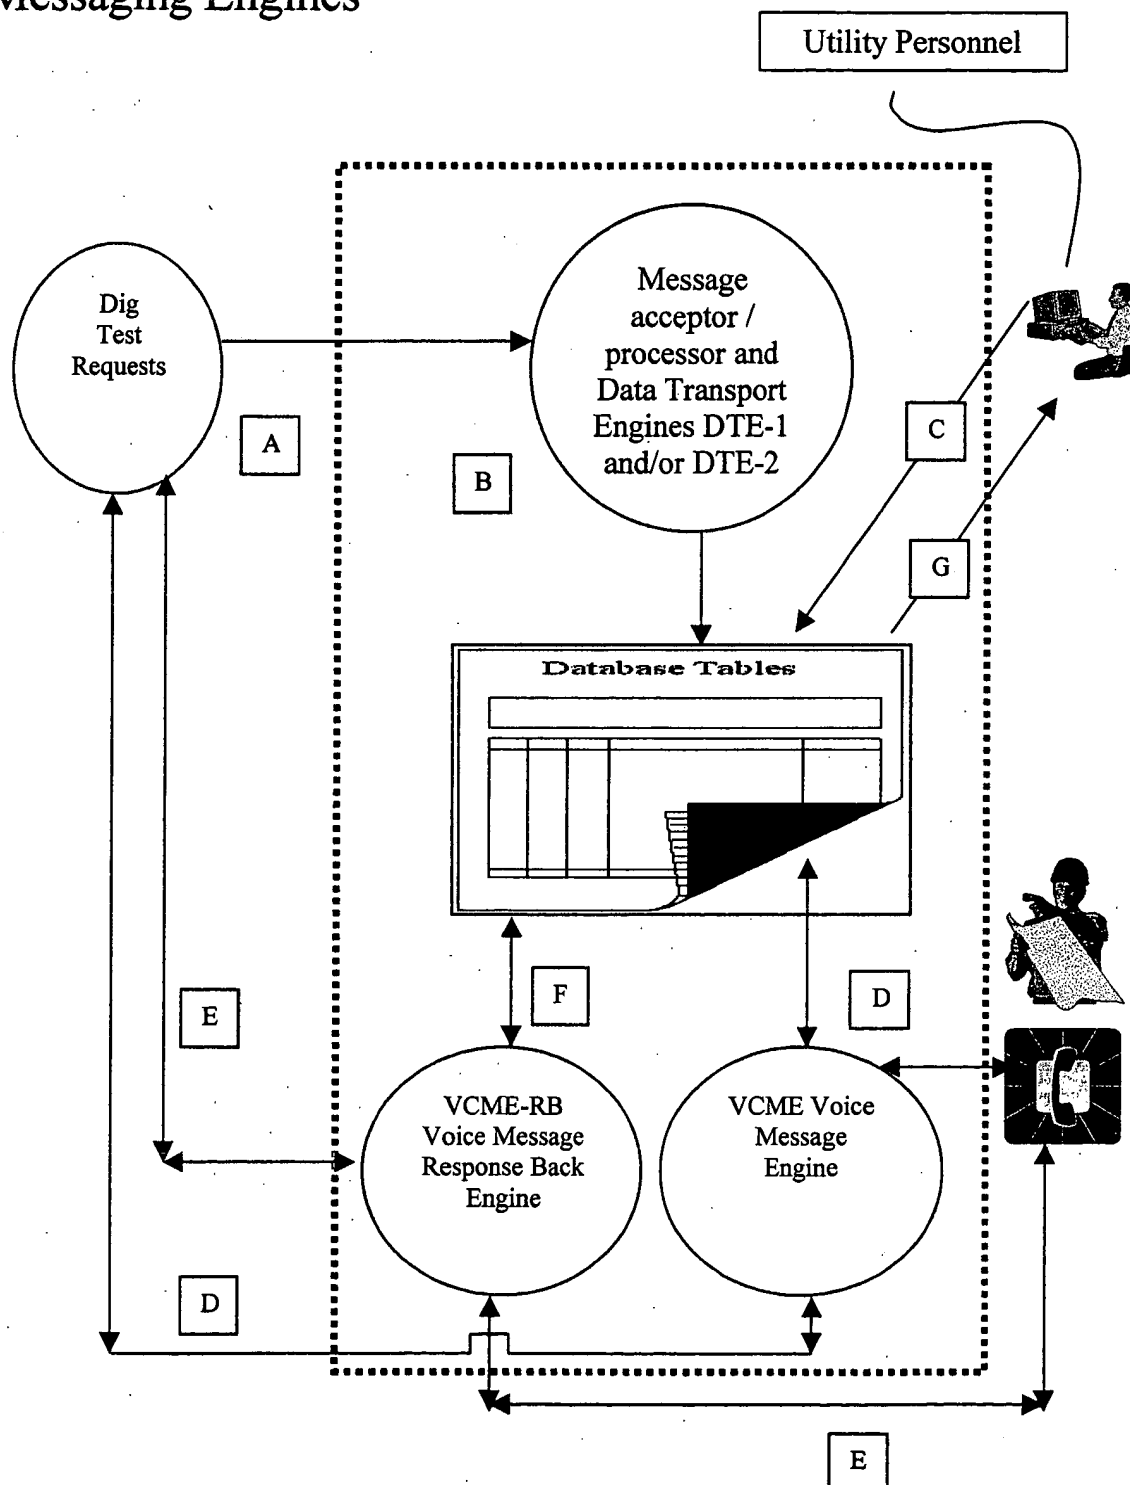 Messaging Engines
Utility Personnel
Dig
Test
Requests
A
Message
acceptor /
processor and
Data Transport
Engines DTE-1
and/or DTE-2
B
C
G
Database Tables
F
D
E
VCME-RB
Voice Message
Response Back
Engine
VCME Voice
Message
Engine
D
E